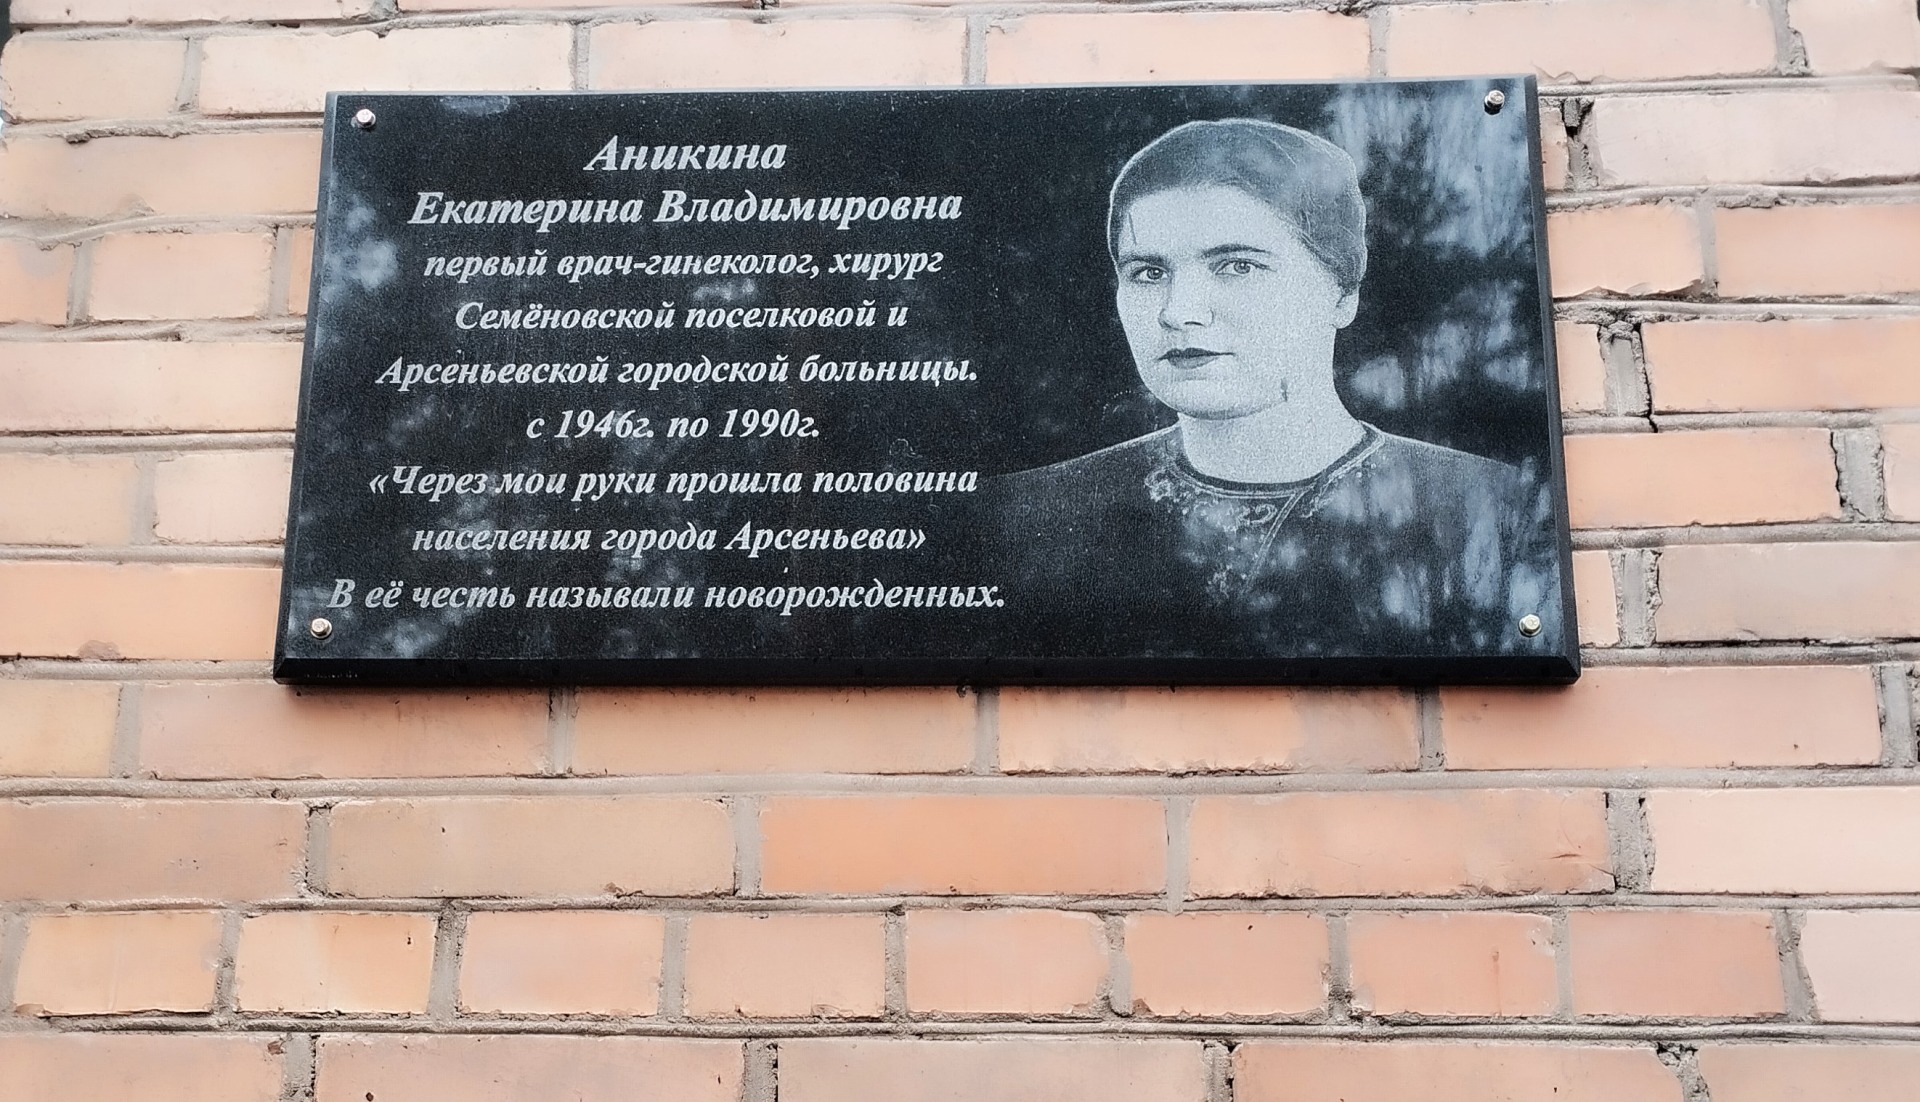 Аникина
Екатерина Владимировна
первый врач-гинеколог, хирург
Семёновской поселковой и
Арсеньевской городской больницы.
с 1946г. по 1990г.
«Через мои руки прошла половина
населения города Арсеньева»
В её честь называли новорожденных.